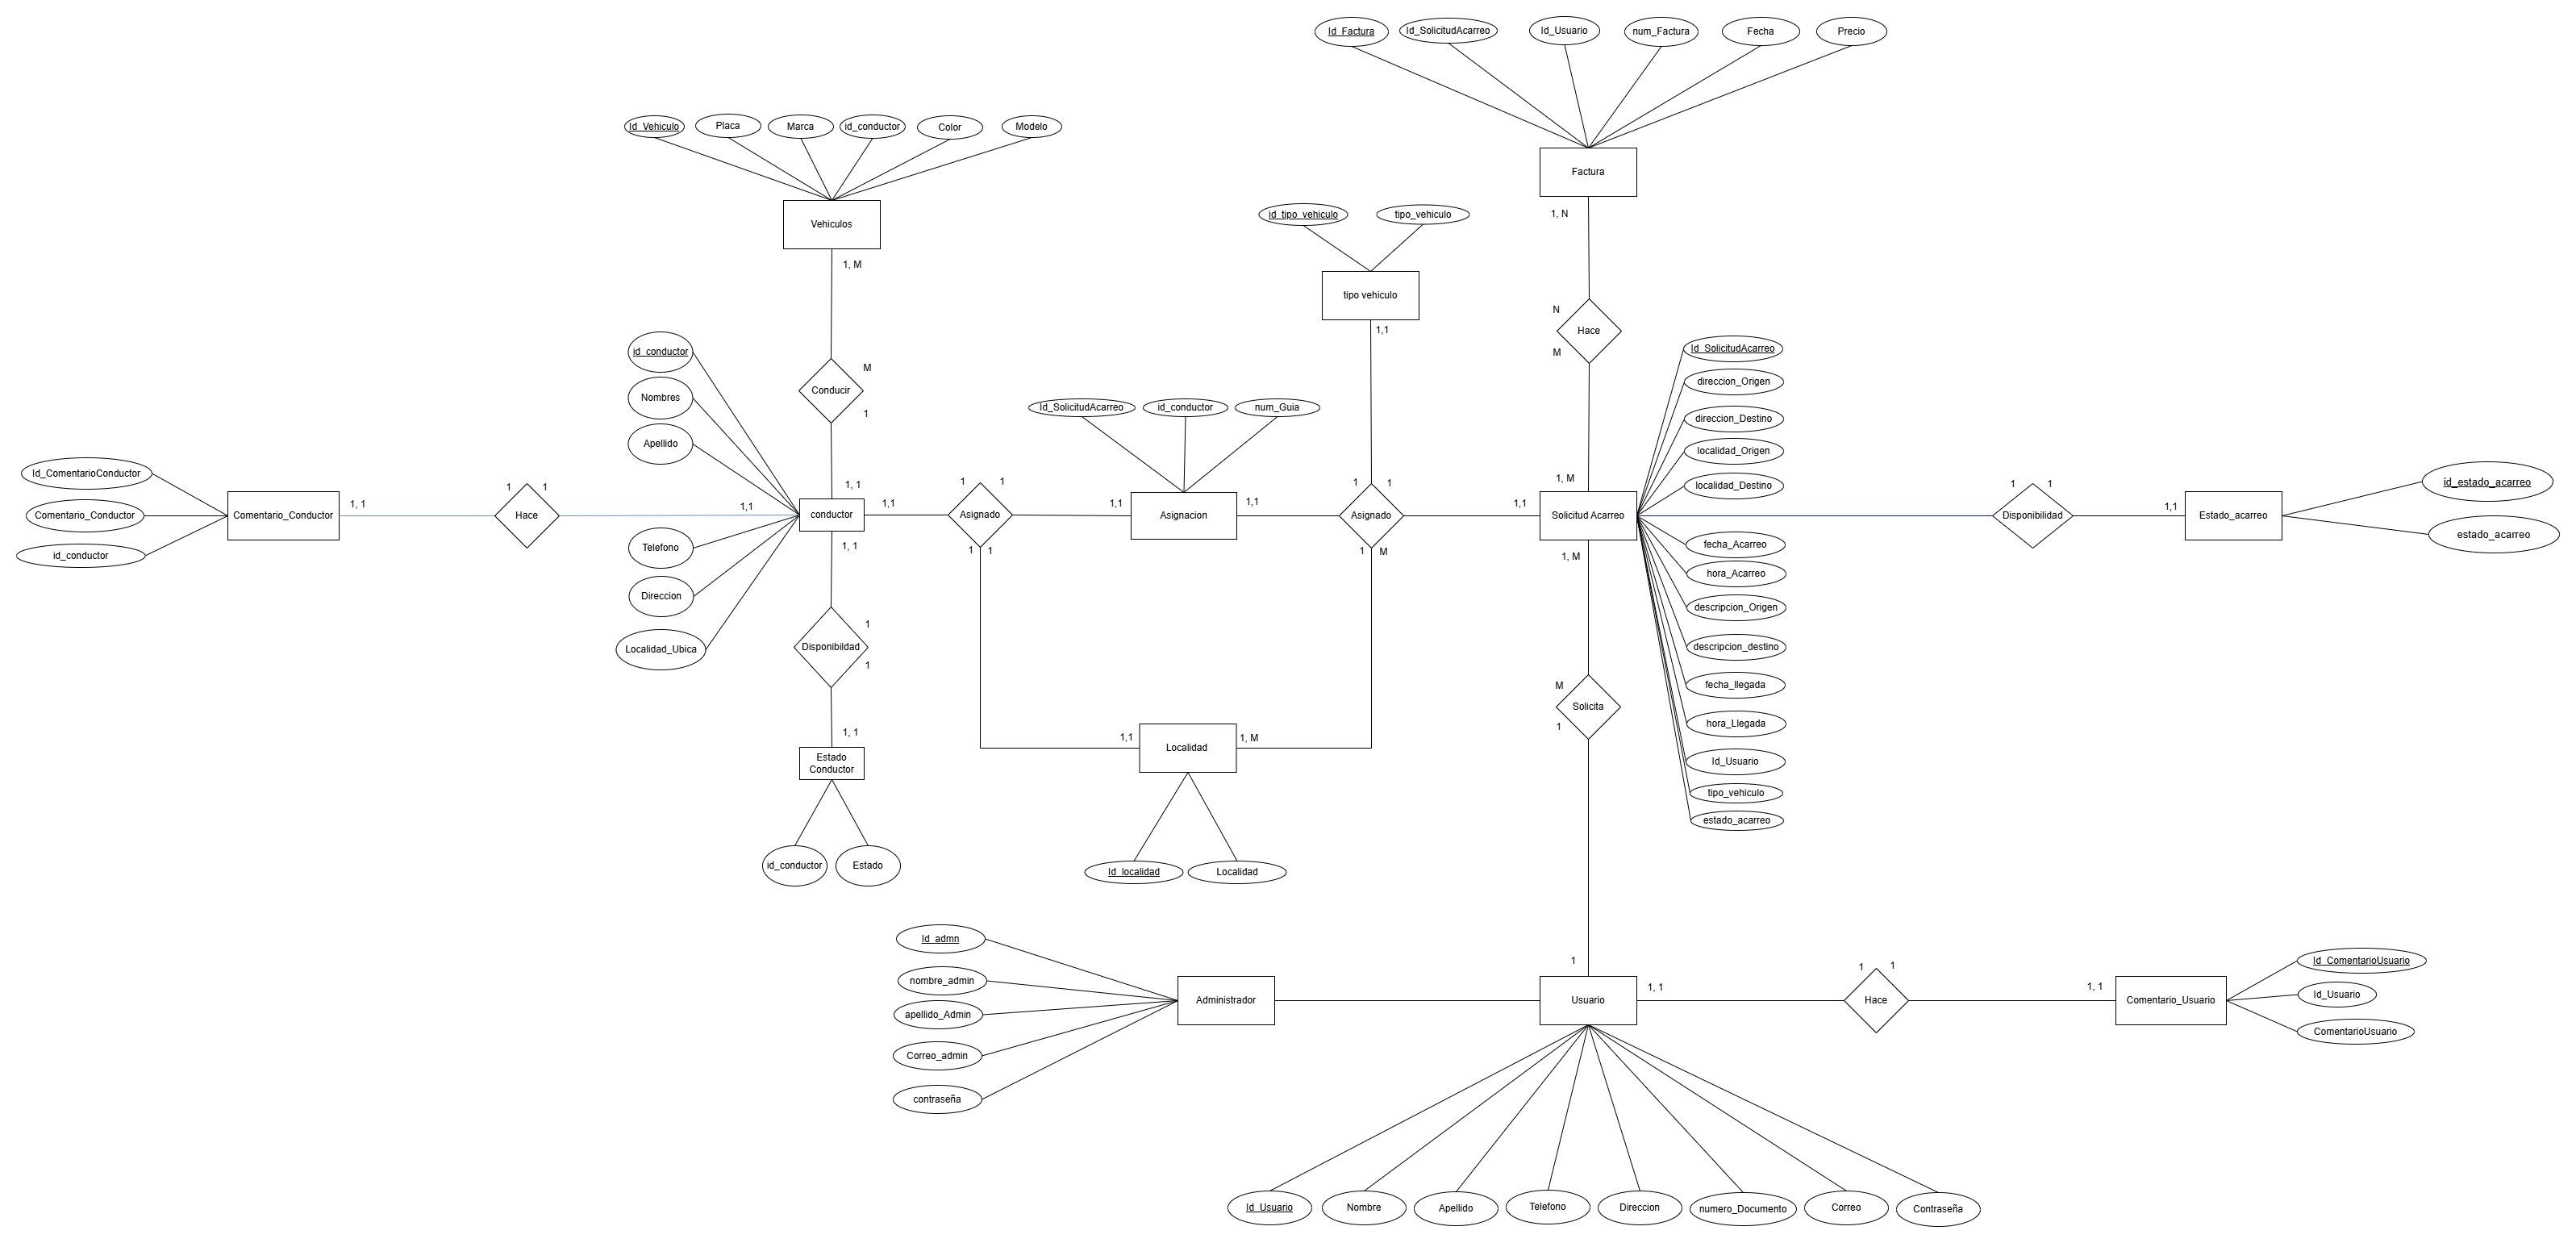 Id_Factura
Id_SolicitudAcarreo
Id_Usuario
num_Factura
Fecha
Precio
Id_Vehiculo
Placa
Marca
id_conductor
Color
Modelo
Factura
Vehiculos
id_tipo_vehiculo
tipo_vehiculo
1, N
1, M
tipo vehiculo
N
Hace
M
1,1
id_conductor
Nombres
Apellido
M
Conducir
1
Id_SolicitudAcarreo
direccion_Origen
direccion_Destino
localidad_Origen
localidad_Destino
Id_SolicitudAcarreo
id_conductor
num_Guia
Id_ComentarioConductor
Comentario_Conductor
id_conductor
Comentario_Conductor
1, 1
1
1
Hace
1,1
1, 1
conductor
1,1
1
1
Asignado
1
1
1,1
Asignacion
1,1
1
1
Asignado
1
M
1,1
1, M
Solicitud Acarreo
1
1
Disponibilidad
1,1
Estado_acarreo
id_estado_acarreo
estado_acarreo
1, 1
1, M
Telefono
Direccion
Localidad_Ubica
1
Disponibildad
1
fecha_Acarreo
hora_Acarreo
descripcion_Origen
descripcion_destino
fecha_llegada
hora_Llegada
Id_Usuario
tipo_vehiculo
estado_acarreo
M
Solicita
1
1, 1
Estado
Conductor
1,1
Localidad
1, M
id_conductor
Estado
Id_localidad
Localidad
Id_admn
nombre_admin
apellido_Admin
Correo_admin
contraseña
Administrador
1
Usuario
1, 1
1
1
Hace
1, 1
Comentario_Usuario
Id_ComentarioUsuario
Id_Usuario
ComentarioUsuario
Id_Usuario
Nombre
Apellido
Telefono
Direccion
numero_Documento
Correo
Contraseña